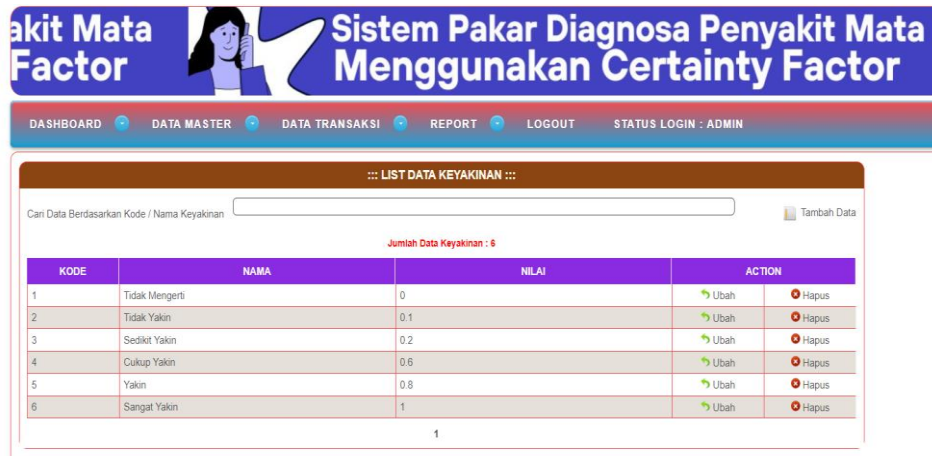 akit Mata
Factor
Sistem Pakar Diagnosa Penyakit Mata
Menggunakan Certainty Factor
DASHBOARD DATA MASTER DATA TRANSAKSI REPORT LOGOUT STATUS LOGIN : ADMIN
::: LIST DATA KEYAKINAN :::
Cari Data Berdasarkan Kode / Nama Keyakinan
Tambah Data
Jumlah Data Keyakinan : 6
KODE NAMA NILAI ACTION
1 Tidak Mengerti 0 Ubah Hapus
2 Tidak Yakin 0.1 Ubah Hapus
3 Sedikit Yakin 0.2 Ubah Hapus
4 Cukup Yakin 0.6 Ubah Hapus
5 Yakin 0.8 Ubah Hapus
6 Sangat Yakin 1 Ubah Hapus
1